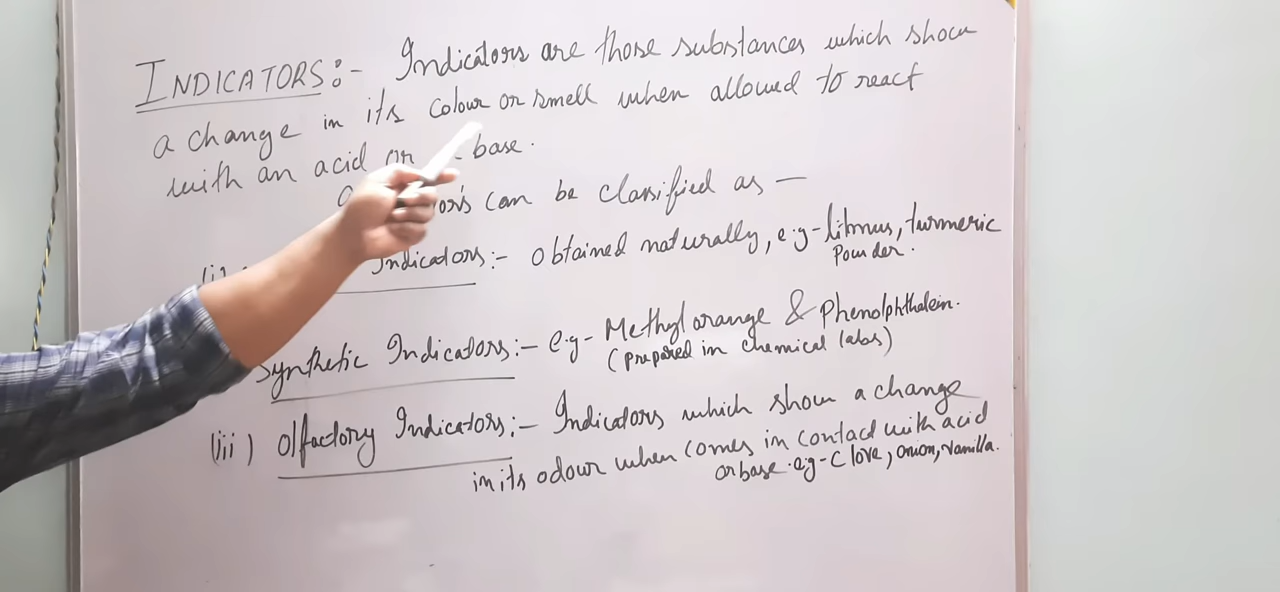 INDICATORS:- Indicators are those substances which show
a change in its colour or smell when allowed to react
with an acid or base.
can be classified as —
(i) Indicators:- obtained naturally, e.g- litmus, turmeric
Powder.
Synthetic Indicators:- e.g- Methyl orange & Phenolphthalein.
(prepared in chemical labs)
(iii) Olfactory Indicators:- Indicators which show a change
in its odour when comes in contact with acid
or base. e.g- Clove, onion, vanilla.